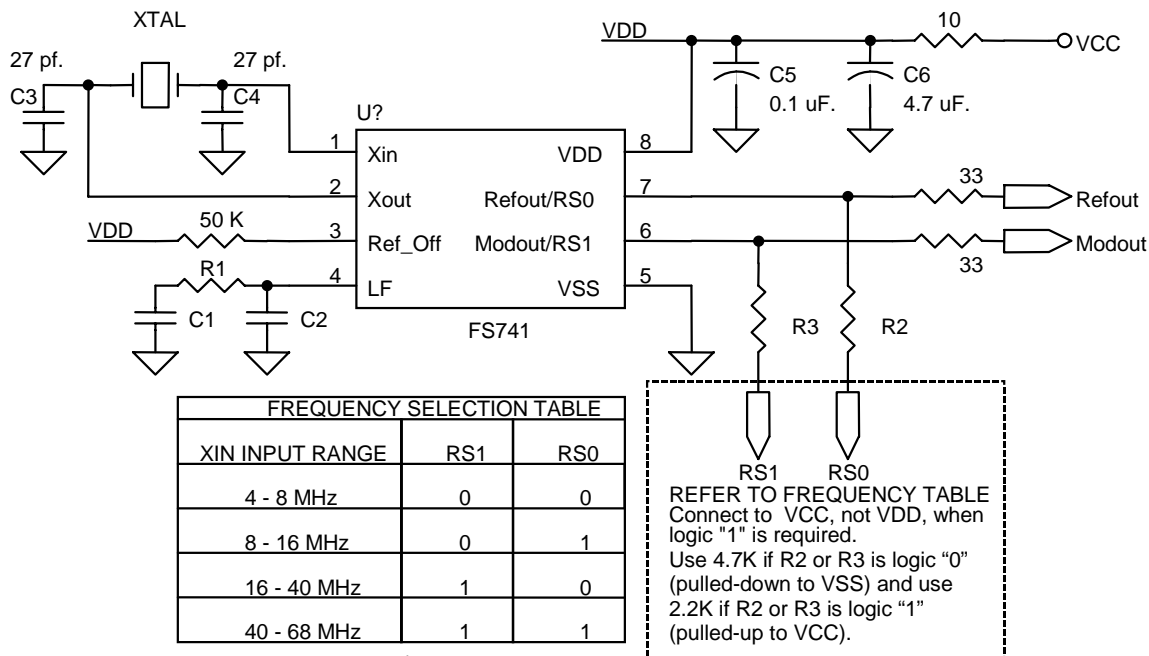 XTAL
27 pf.
27 pf.
C3
C4
VDD
10
VCC
C5
0.1 uF.
C6
4.7 uF.
U?
1
Xin
VDD
8
2
Xout
Refout/RS0
7
33
Refout
VDD
50 K
3
Ref_Off
Modout/RS1
6
33
Modout
R1
4
LF
VSS
5
C1
C2
FS741
R3
R2
FREQUENCY SELECTION TABLE
XIN INPUT RANGE RS1 RS0
4 - 8 MHz 0 0
8 - 16 MHz 0 1
16 - 40 MHz 1 0
40 - 68 MHz 1 1
RS1 RS0
REFER TO FREQUENCY TABLE
Connect to VCC, not VDD, when
logic "1" is required.
Use 4.7K if R2 or R3 is logic “0”
(pulled-down to VSS) and use
2.2K if R2 or R3 is logic “1”
(pulled-up to VCC).